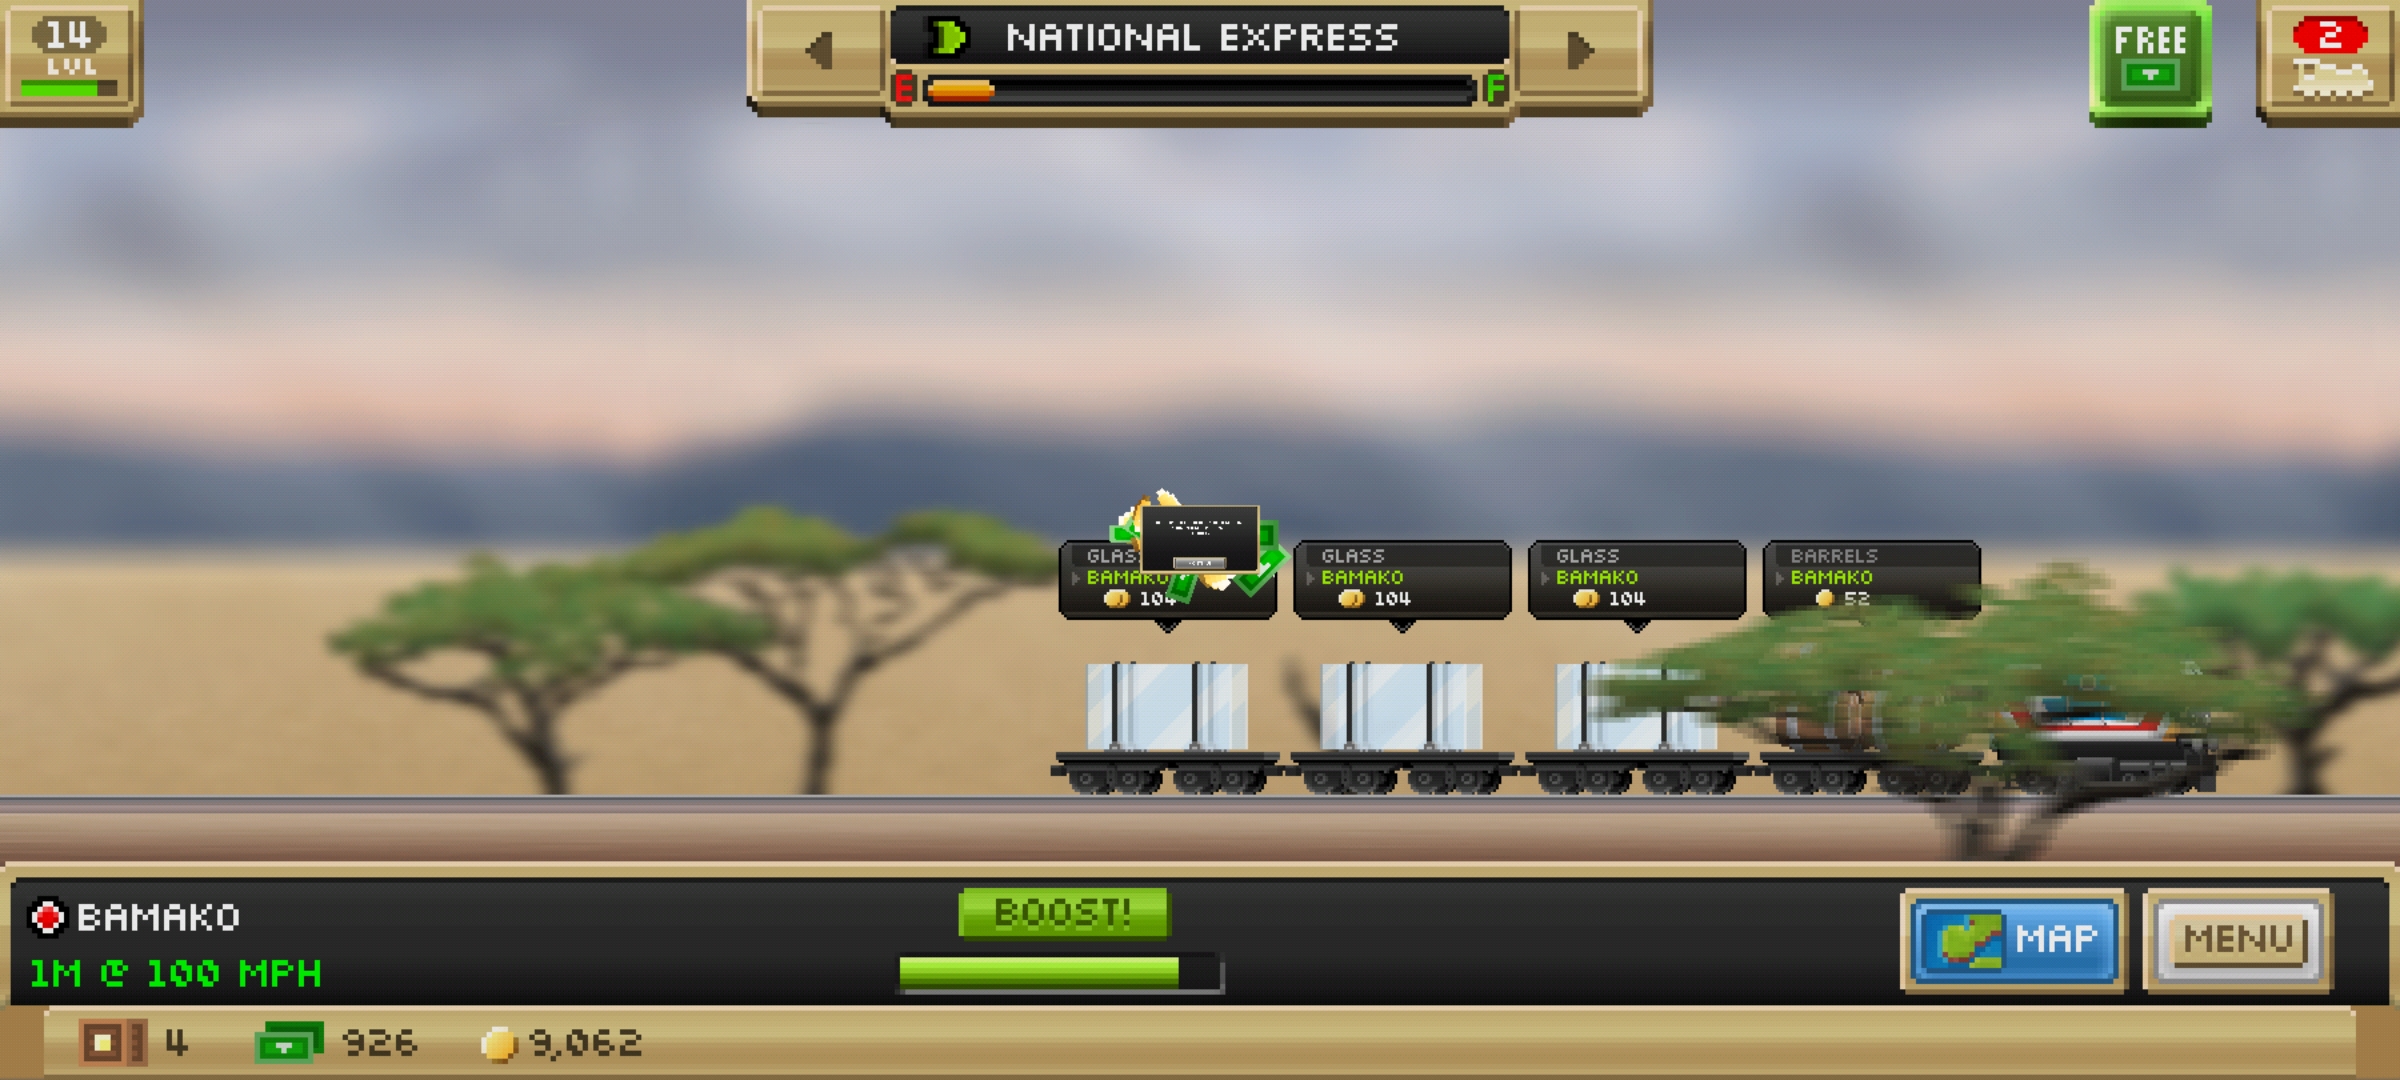 14
LVL
NATIONAL EXPRESS
E F
FREE
2
GLAS
BAMAKO
104
GLASS
BAMAKO
104
GLASS
BAMAKO
104
BARRELS
BAMAKO
52
BAMAKO
1M @ 100 MPH
BOOST!
MAP
MENU
4 926 9,062